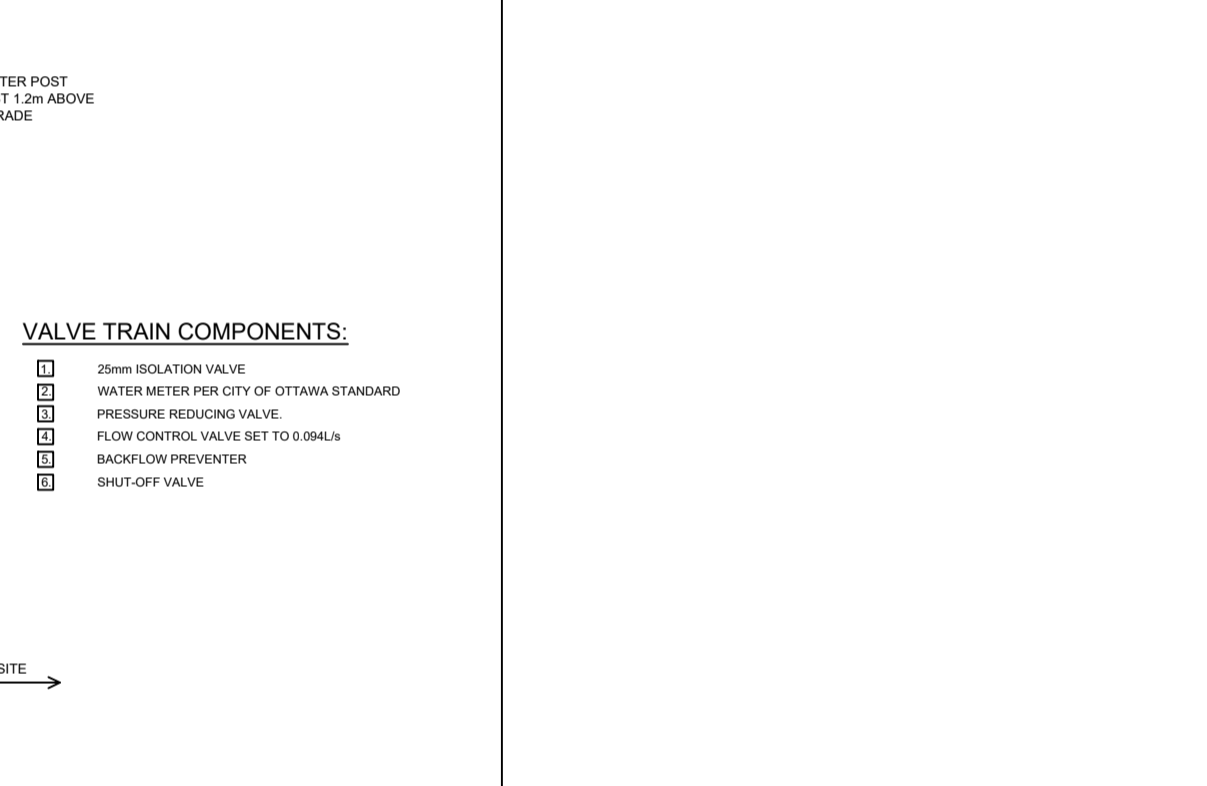 TER POST
T 1.2m ABOVE
RADE
VALVE TRAIN COMPONENTS:
1. 25mm ISOLATION VALVE
2. WATER METER PER CITY OF OTTAWA STANDARD
3. PRESSURE REDUCING VALVE.
4. FLOW CONTROL VALVE SET TO 0.094L/s
5. BACKFLOW PREVENTER
6. SHUT-OFF VALVE
SITE